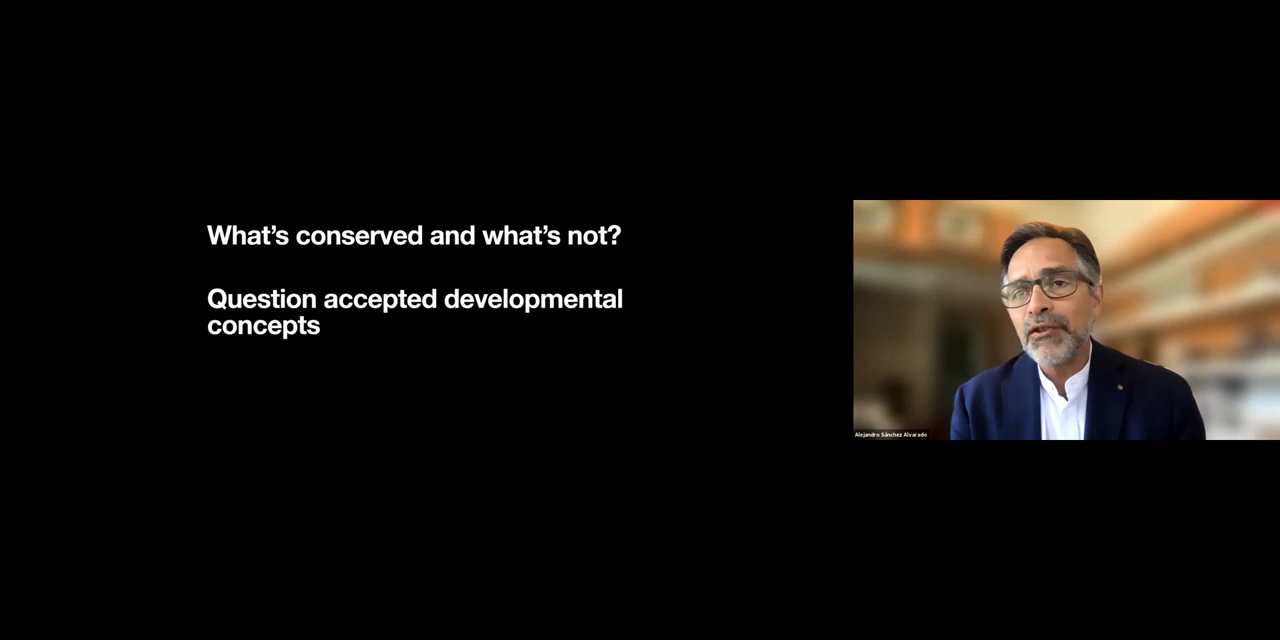 What’s conserved and what’s not?
Question accepted developmental
concepts
Alejandro Sánchez Alvarado